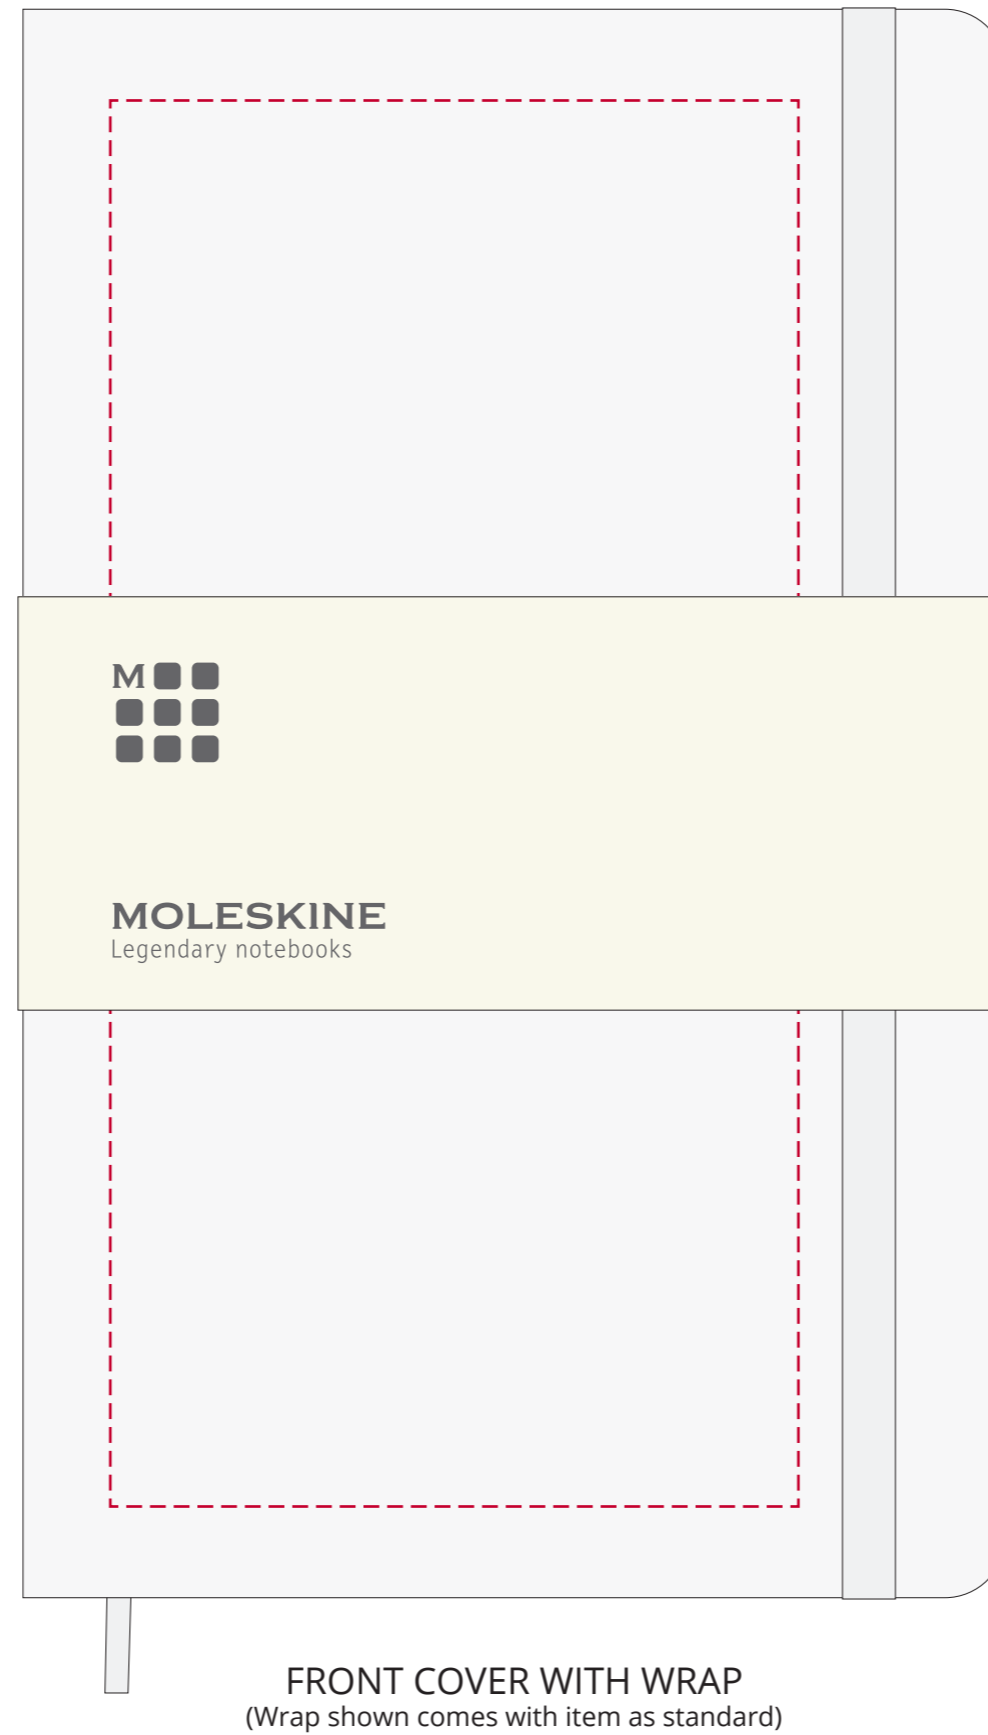 M
MOLESKINE
Legendary notebooks
FRONT COVER WITH WRAP
(Wrap shown comes with item as standard)